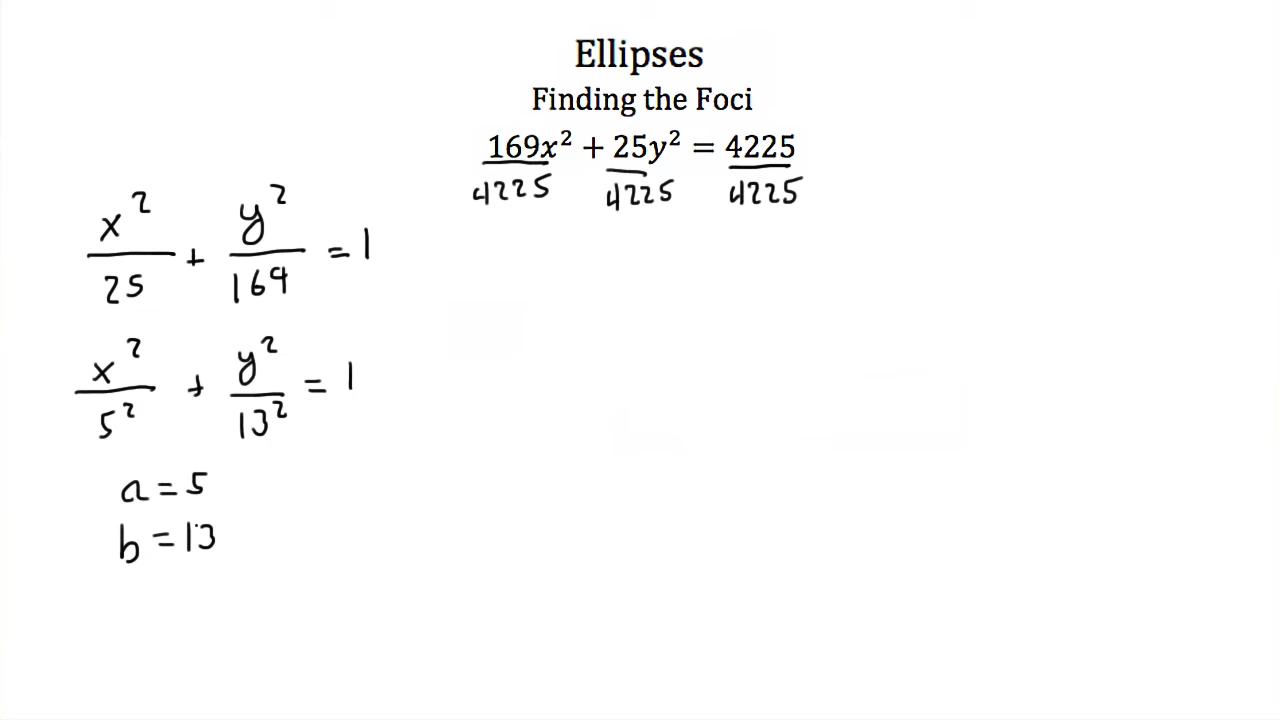 Ellipses
Finding the Foci
169x² + 25y² = 4225
4225 4225 4225
x²/25 + y²/169 = 1
x²/5² + y²/13² = 1
a = 5
b = 13